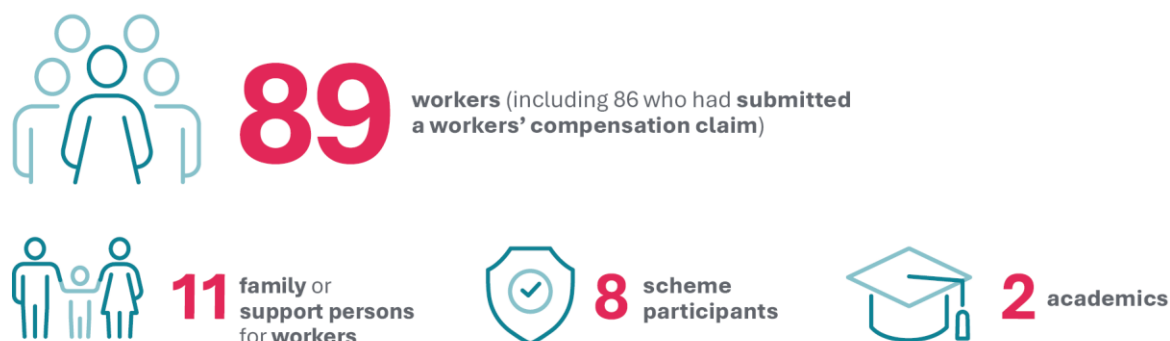 89
workers (including 86 who had submitted
a workers’ compensation claim)
11
family or
support persons
for workers
8
scheme
participants
2
academics